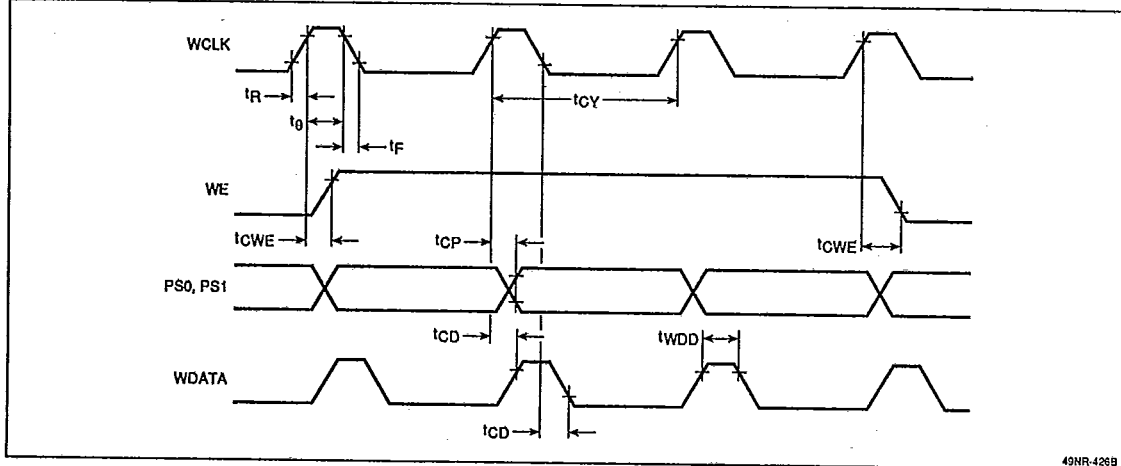 WCLK
tR
tCY
tθ
tF
WE
tCWE
tCP
tCWE
PS0, PS1
tCD
tWDD
WDATA
tCD
49NR-426B